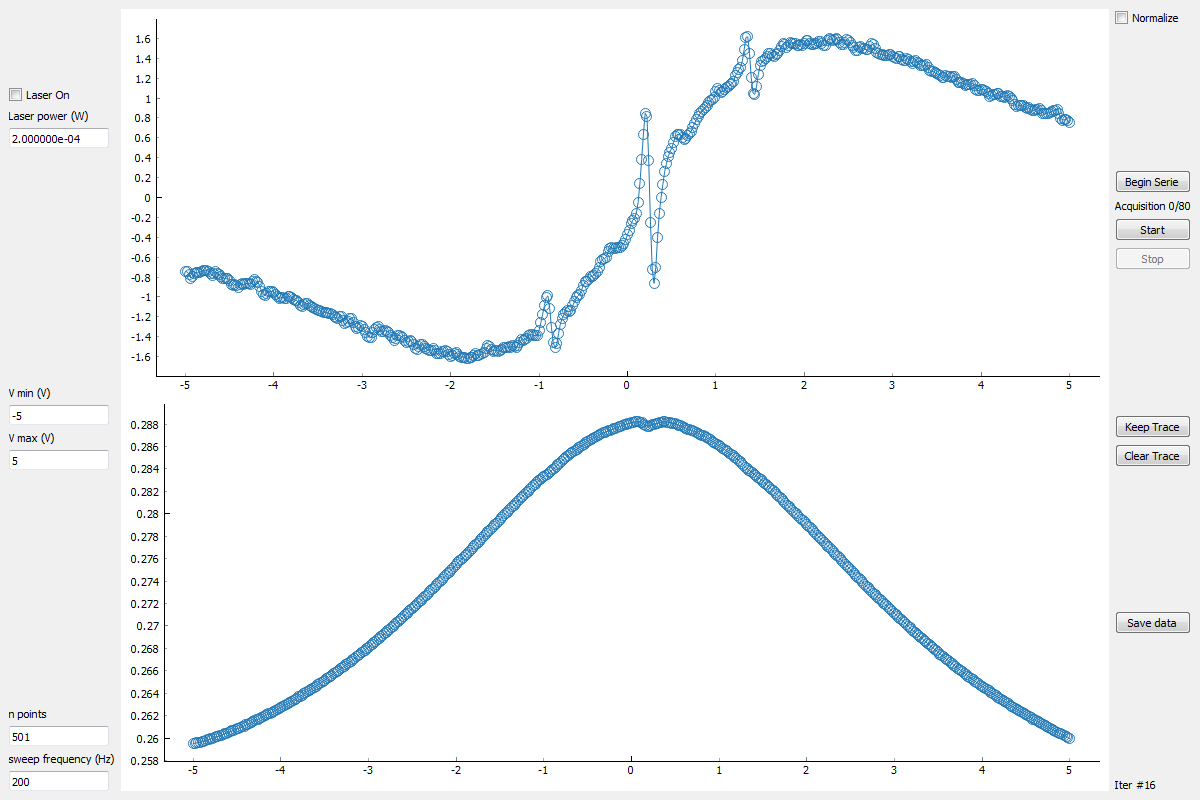 Normalize
Laser On
Laser power (W)
2.000000e-04
1.6
1.4
1.2
1
0.8
0.6
0.4
0.2
0
-0.2
-0.4
-0.6
-0.8
-1
-1.2
-1.4
-1.6
-5 -4 -3 -2 -1 0 1 2 3 4 5
Begin Serie
Acquisition 0/80
Start
Stop
V min (V)
-5
V max (V)
5
0.288
0.286
0.284
0.282
0.28
0.278
0.276
0.274
0.272
0.27
0.268
0.266
0.264
0.262
0.26
0.258
-5 -4 -3 -2 -1 0 1 2 3 4 5
Keep Trace
Clear Trace
Save data
n points
501
sweep frequency (Hz)
200
Iter #16